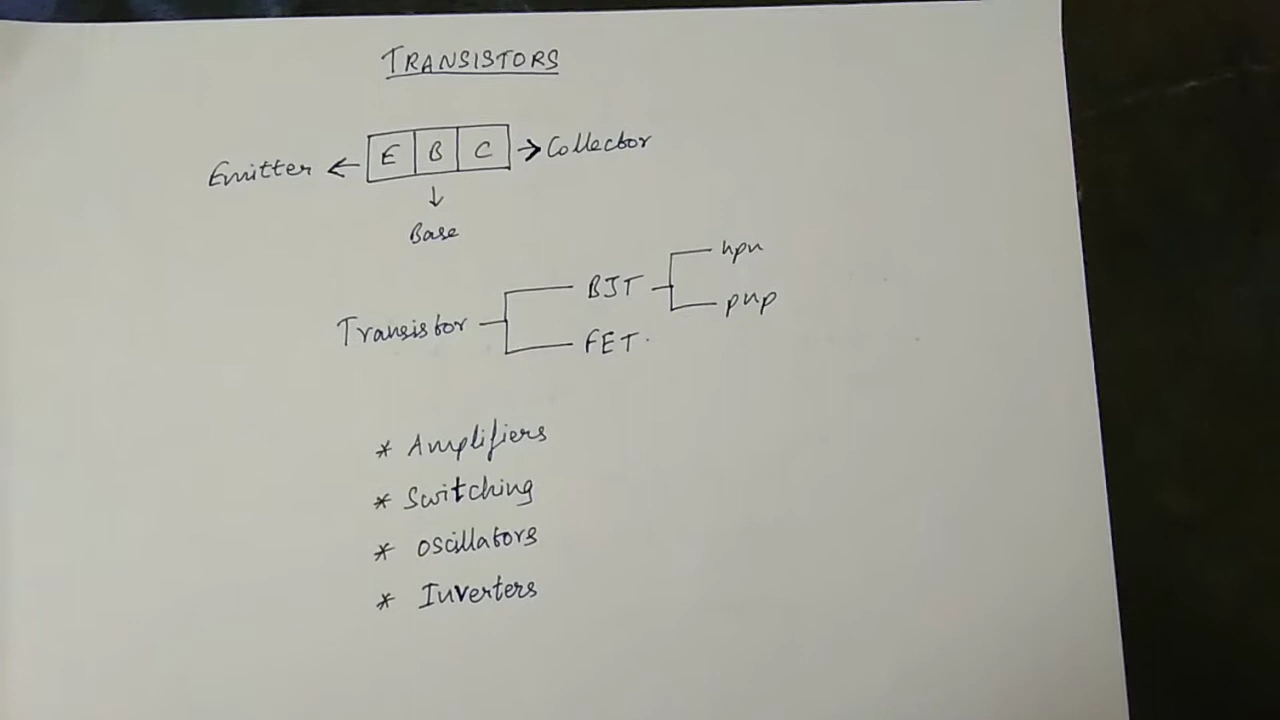 TRANSISTORS
Emitter ← E B C → Collector
↓
Base
npn
BJT
pnp
Transistor
FET.
* Amplifiers
* Switching
* oscillators
* Inverters